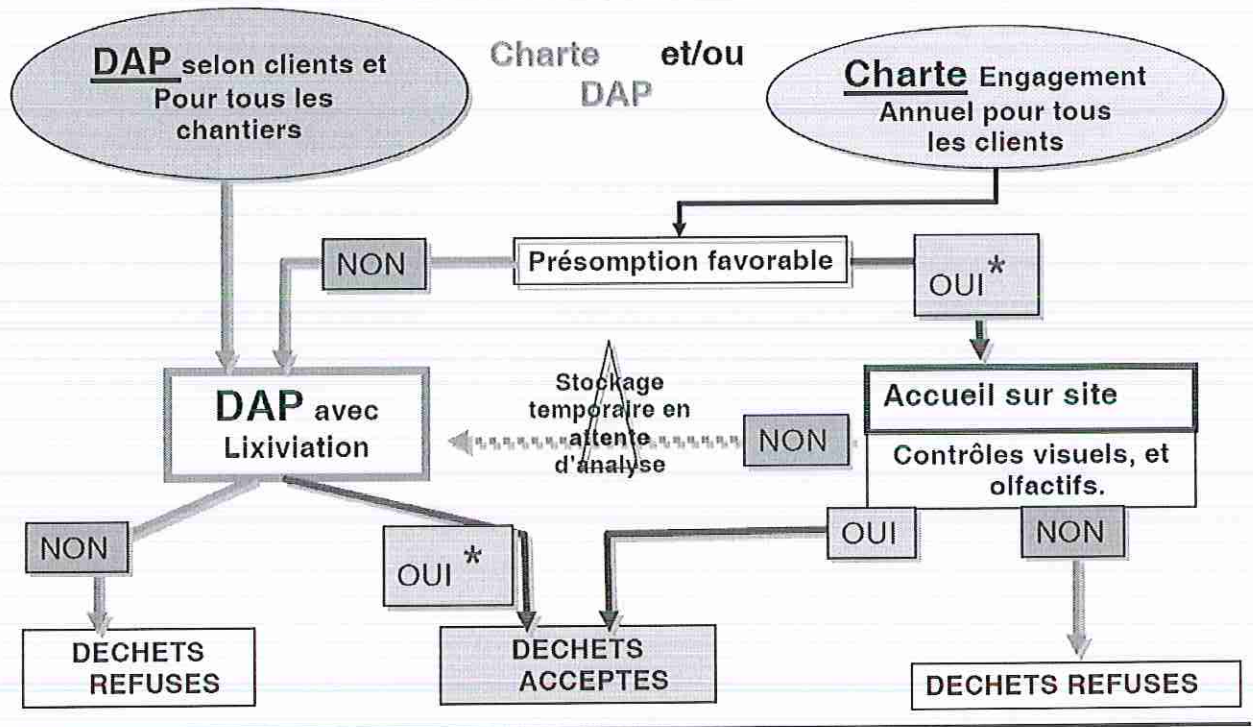 DAP selon clients et
Pour tous les
chantiers
Charte et/ou
DAP
Charte Engagement
Annuel pour tous
les clients
NON
Présomption favorable
OUI*
DAP avec
Lixiviation
Stockage
temporaire en
attente
d'analyse
NON
Accueil sur site
Contrôles visuels, et
olfactifs.
NON
OUI *
OUI
NON
DECHETS
REFUSES
DECHETS
ACCEPTES
DECHETS REFUSES